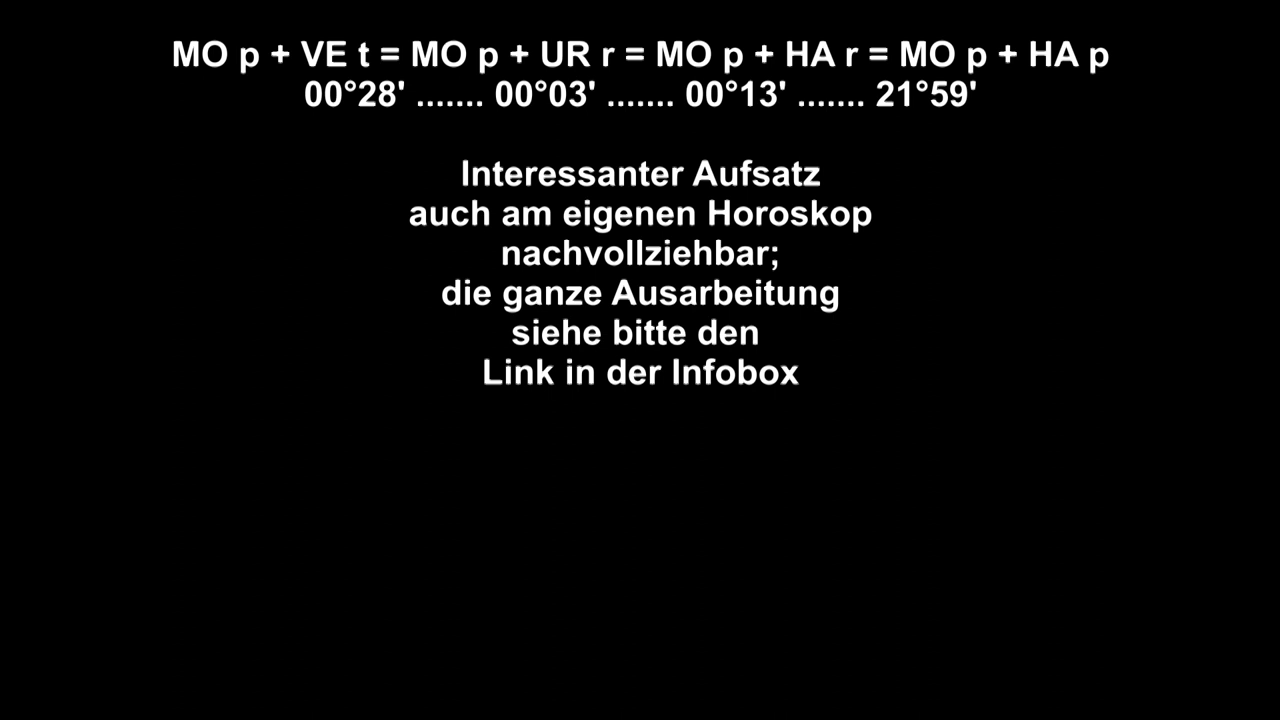 MO p + VE t = MO p + UR r = MO p + HA r = MO p + HA p
00°28' ....... 00°03' ....... 00°13' ....... 21°59'
Interessanter Aufsatz
auch am eigenen Horoskop
nachvollziehbar;
die ganze Ausarbeitung
siehe bitte den
Link in der Infobox